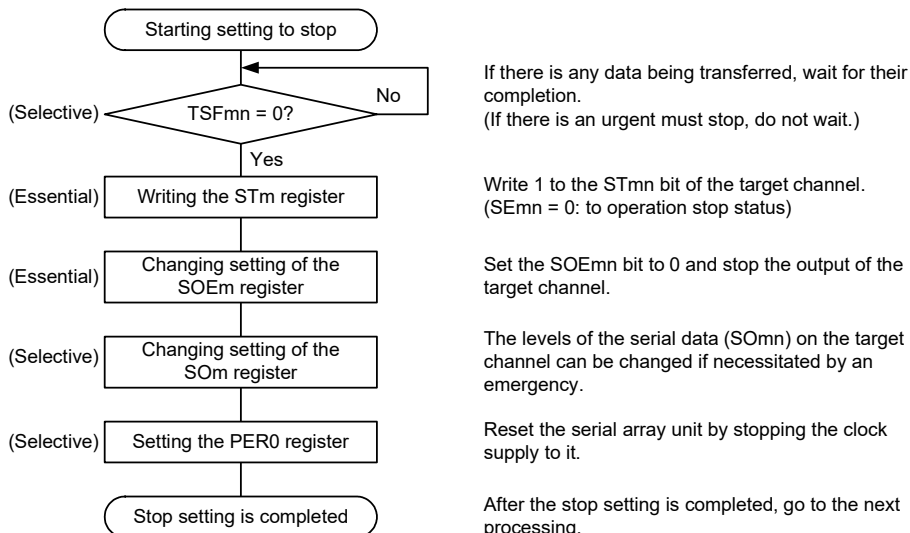 Starting setting to stop
(Selective)
TSFmn = 0?
No
Yes
If there is any data being transferred, wait for their
completion.
(If there is an urgent must stop, do not wait.)
(Essential)
Writing the STm register
Write 1 to the STmn bit of the target channel.
(SEmn = 0: to operation stop status)
(Essential)
Changing setting of the
SOEm register
Set the SOEmn bit to 0 and stop the output of the
target channel.
(Selective)
Changing setting of the
SOm register
The levels of the serial data (SOmn) on the target
channel can be changed if necessitated by an
emergency.
(Selective)
Setting the PER0 register
Reset the serial array unit by stopping the clock
supply to it.
Stop setting is completed
After the stop setting is completed, go to the next
processing.